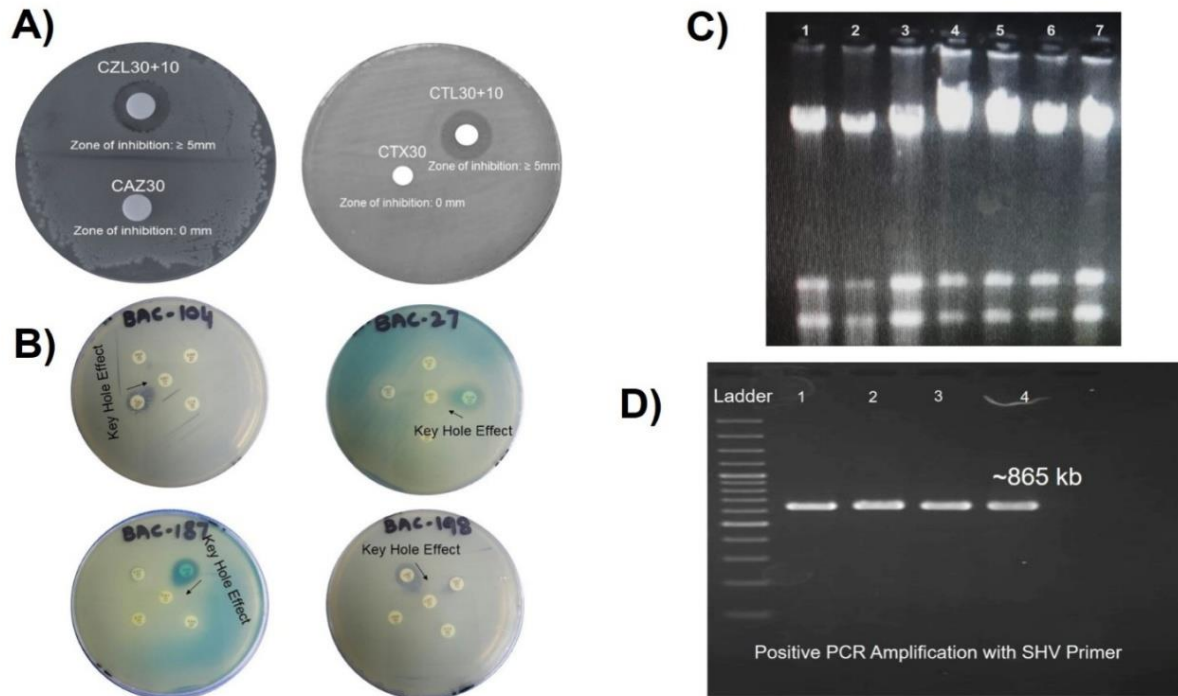 A)
CZL30+10
Zone of inhibition: ≥ 5mm
CAZ30
Zone of inhibition: 0 mm
CTL30+10
CTX30
Zone of inhibition: ≥ 5mm
Zone of inhibition: 0 mm
B)
BAC-104
Key Hole Effect
BAC-27
Key Hole Effect
BAC-187
Key Hole Effect
BAC-198
Key Hole Effect
C)
1 2 3 4 5 6 7
D)
Ladder 1 2 3 4
~865 kb
Positive PCR Amplification with SHV Primer